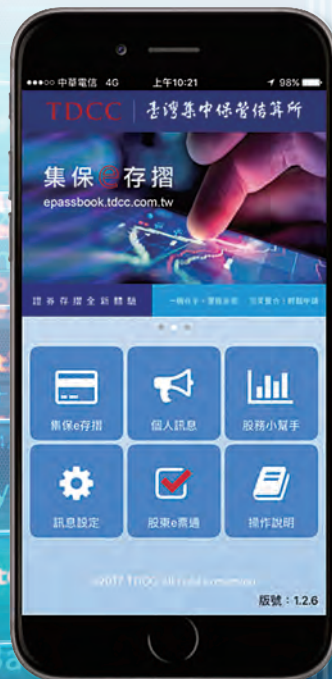 中華電信 4G 上午10:21 98%
TDCC 臺灣集中保管結算所
集保e存摺
epassbook.tdcc.com.tw
證券存摺全新體驗
集保e存摺 個人訊息 股務小幫手
訊息設定 股東e票通 操作說明
©2017 TDCC all right
版號：1.2.6